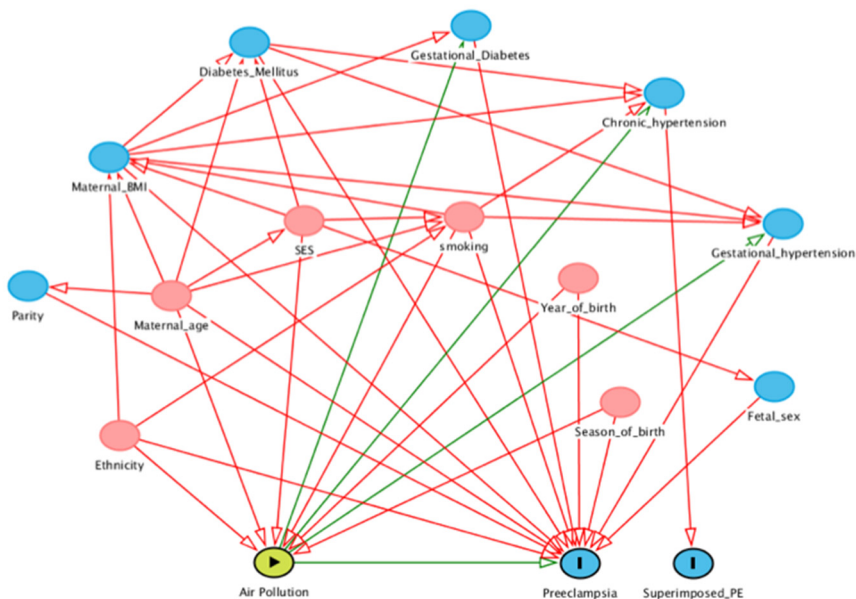 Gestational_Diabetes
Diabetes_Mellitus
Chronic_hypertension
Maternal_BMI
SES
smoking
Gestational_hypertension
Year_of_birth
Parity
Maternal_age
Fetal_sex
Season_of_birth
Ethnicity
Air Pollution
Preeclampsia
Superimposed_PE